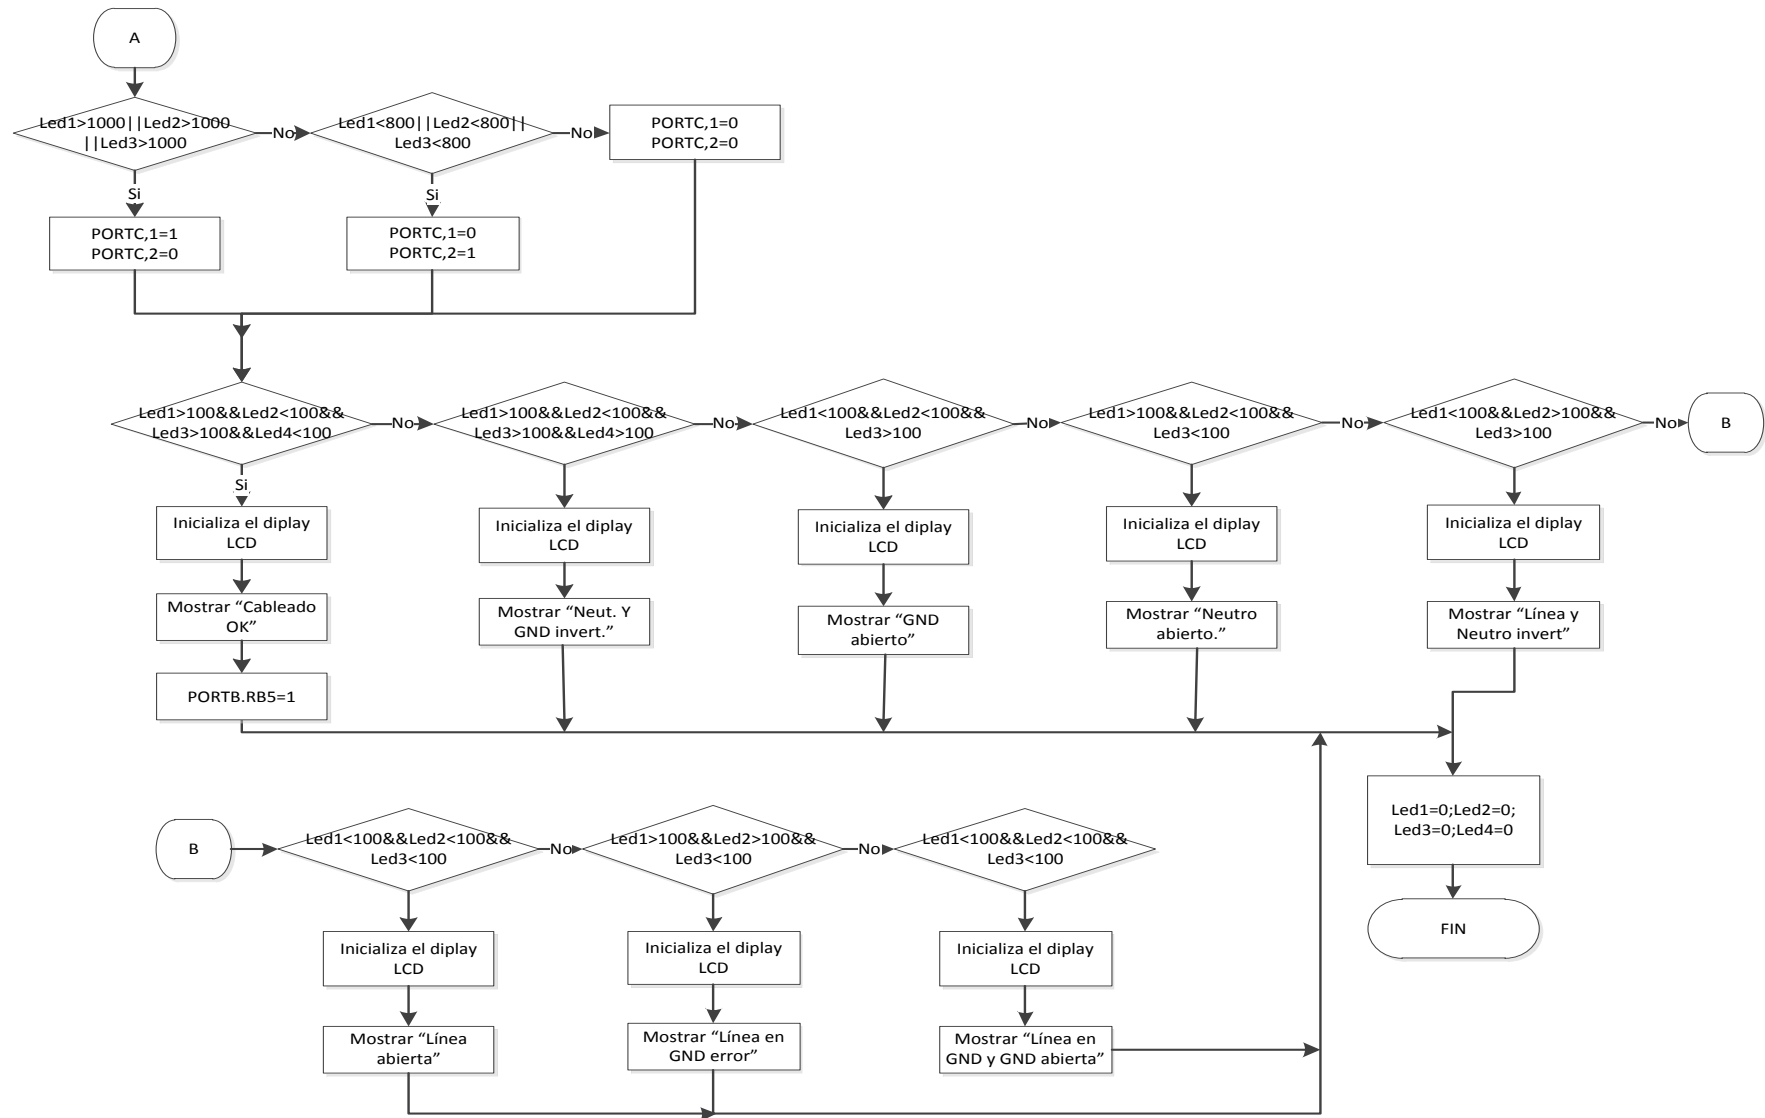 A
Led1>1000||Led2>1000
||Led3>1000
No
Led1<800||Led2<800||
Led3<800
No
PORTC,1=0
PORTC,2=0
Si
Si
PORTC,1=1
PORTC,2=0
PORTC,1=0
PORTC,2=1
Led1>100&&Led2<100&&
Led3>100&&Led4<100
No
Led1>100&&Led2<100&&
Led3>100&&Led4>100
No
Led1<100&&Led2<100&&
Led3>100
No
Led1>100&&Led2<100&&
Led3<100
No
Led1<100&&Led2>100&&
Led3>100
No
B
Si
Inicializa el diplay
LCD
Inicializa el diplay
LCD
Inicializa el diplay
LCD
Inicializa el diplay
LCD
Inicializa el diplay
LCD
Mostrar “Cableado
OK”
Mostrar “Neut. Y
GND invert.”
Mostrar “GND
abierto”
Mostrar “Neutro
abierto.”
Mostrar “Línea y
Neutro invert”
PORTB.RB5=1
Led1=0;Led2=0;
Led3=0;Led4=0
FIN
B
Led1<100&&Led2<100&&
Led3<100
No
Led1>100&&Led2>100&&
Led3<100
No
Led1<100&&Led2<100&&
Led3<100
Inicializa el diplay
LCD
Inicializa el diplay
LCD
Inicializa el diplay
LCD
Mostrar “Línea
abierta”
Mostrar “Línea en
GND error”
Mostrar “Línea en
GND y GND abierta”